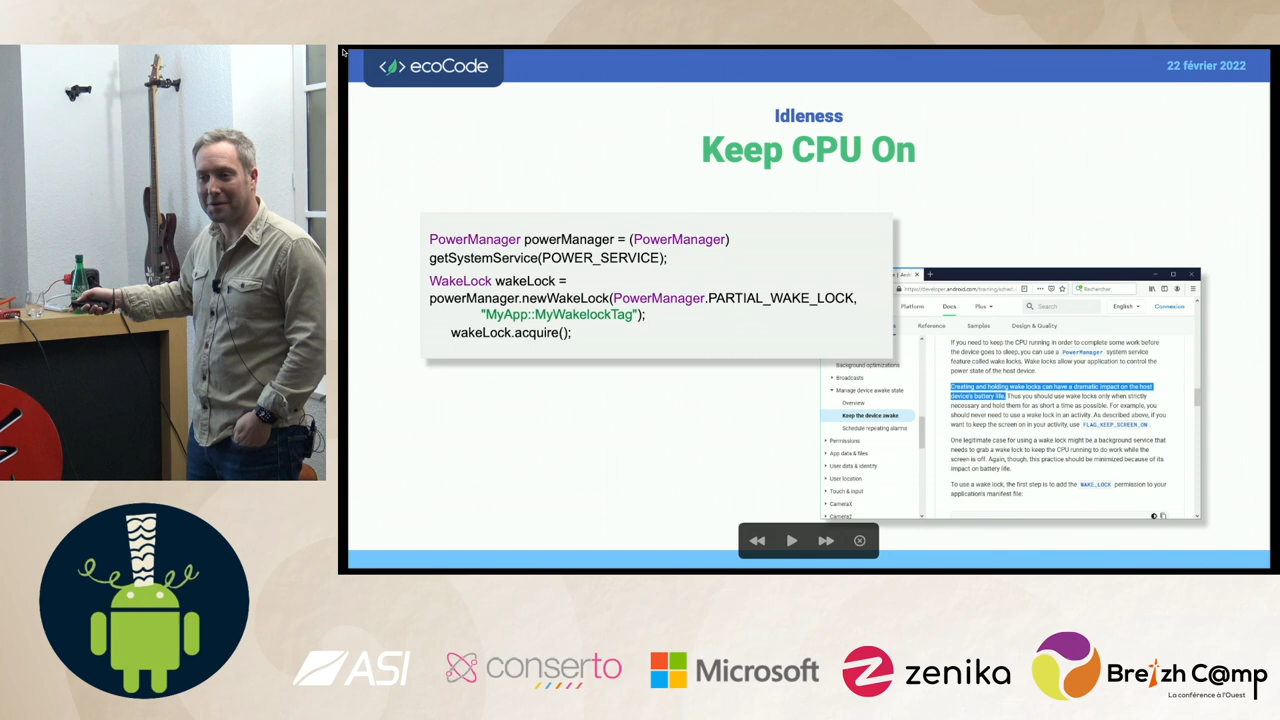 ecoCode
22 février 2022
Idleness
Keep CPU On
PowerManager powerManager = (PowerManager)
getSystemService(POWER_SERVICE);
WakeLock wakeLock =
powerManager.newWakeLock(PowerManager.PARTIAL_WAKE_LOCK,
"MyApp::MyWakelockTag");
wakeLock.acquire();
https://developer.android.com/training/sched
Rechercher
Docs
Plus
Search
English
Connexion
Platform
Reference
Samples
Design & Quality
Background optimizations
Broadcasts
Manage device awake state
Overview
Keep the device awake
Schedule repeating alarms
Permissions
App data & files
User data & identity
User location
Touch & input
CameraX
Camera2
If you need to keep the CPU running in order to complete some work before
the device goes to sleep, you can use a PowerManager system service
feature called wake locks. Wake locks allow your application to control the
power state of the host device.
Creating and holding wake locks can have a dramatic impact on the host
device's battery life. Thus you should use wake locks only when strictly
necessary and hold them for as short a time as possible. For example, you
should never need to use a wake lock in an activity. As described above, if you
want to keep the screen on in your activity, use FLAG_KEEP_SCREEN_ON.
One legitimate case for using a wake lock might be a background service that
needs to grab a wake lock to keep the CPU running to do work while the
screen is off. Again, though, this practice should be minimized because of its
impact on battery life.
To use a wake lock, the first step is to add the WAKE_LOCK permission to your
application's manifest file:
ASI
conserto
Microsoft
zenika
Breizh C@mp
La conférence à l'Ouest